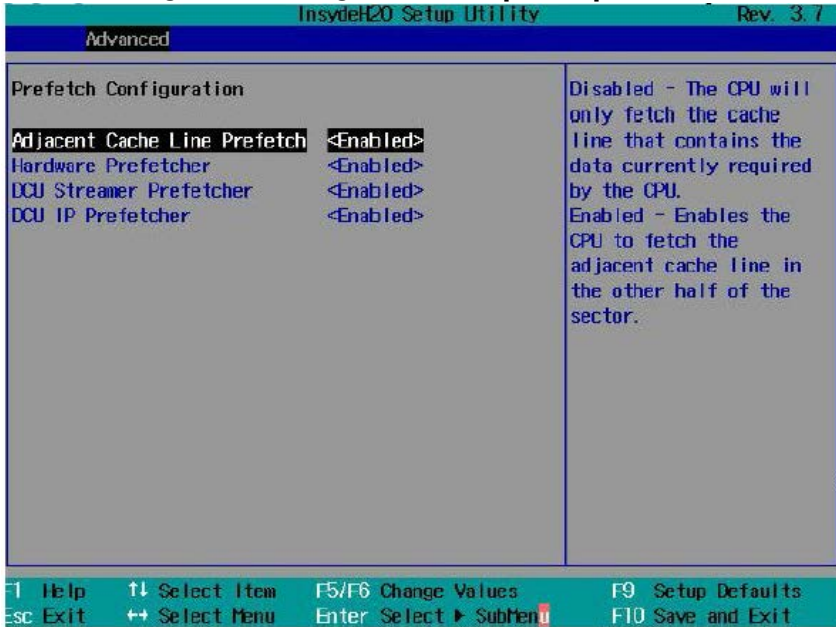 InsydeH2O Setup Utility Rev. 3.7
Advanced
Prefetch Configuration
Adjacent Cache Line Prefetch <Enabled>
Hardware Prefetcher <Enabled>
DCU Streamer Prefetcher <Enabled>
DCU IP Prefetcher <Enabled>
Disabled - The CPU will
only fetch the cache
line that contains the
data currently required
by the CPU.
Enabled - Enables the
CPU to fetch the
adjacent cache line in
the other half of the
sector.
F1 Help ↑↓ Select Item F5/F6 Change Values F9 Setup Defaults
Esc Exit ↔ Select Menu Enter Select ▶ SubMenu F10 Save and Exit